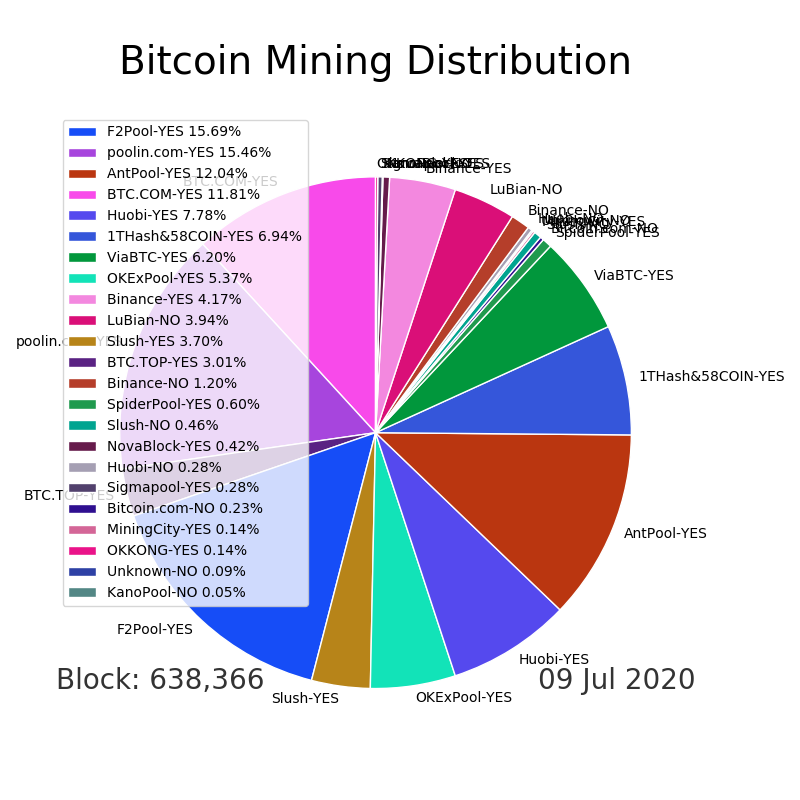 Bitcoin Mining Distribution
F2Pool-YES 15.69%
poolin.com-YES 15.46%
AntPool-YES 12.04%
BTC.COM-YES 11.81%
Huobi-YES 7.78%
1THash&58COIN-YES 6.94%
ViaBTC-YES 6.20%
OKExPool-YES 5.37%
Binance-YES 4.17%
LuBian-NO 3.94%
Slush-YES 3.70%
BTC.TOP-YES 3.01%
Binance-NO 1.20%
SpiderPool-YES 0.60%
Slush-NO 0.46%
NovaBlock-YES 0.42%
Huobi-NO 0.28%
Sigmapool-YES 0.28%
Bitcoin.com-NO 0.23%
MiningCity-YES 0.14%
OKKONG-YES 0.14%
Unknown-NO 0.09%
KanoPool-NO 0.05%
BTC.COM-YES
BTC.TOP-YES
F2Pool-YES
Slush-YES
OKExPool-YES
Huobi-YES
AntPool-YES
1THash&58COIN-YES
ViaBTC-YES
SpiderPool-YES
Bitcoin.com-NO
Binance-NO
LuBian-NO
Binance-YES
Block: 638,366
09 Jul 2020